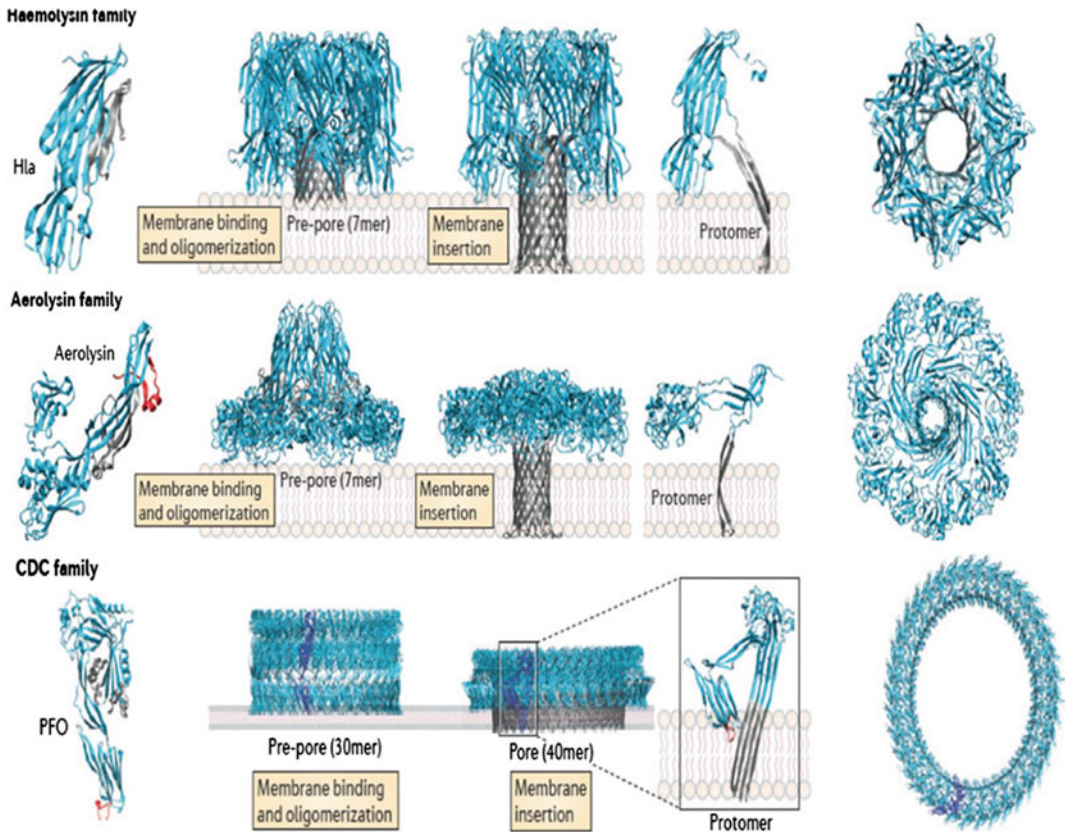 Haemolysin family
Hla
Membrane binding
and oligomerization
Pre-pore (7mer)
Membrane
insertion
Protomer
Aerolysin family
Aerolysin
Membrane binding
and oligomerization
Pre-pore (7mer)
Membrane
insertion
Protomer
CDC family
PFO
Pre-pore (30mer)
Membrane binding
and oligomerization
Pore (40mer)
Membrane
insertion
Protomer